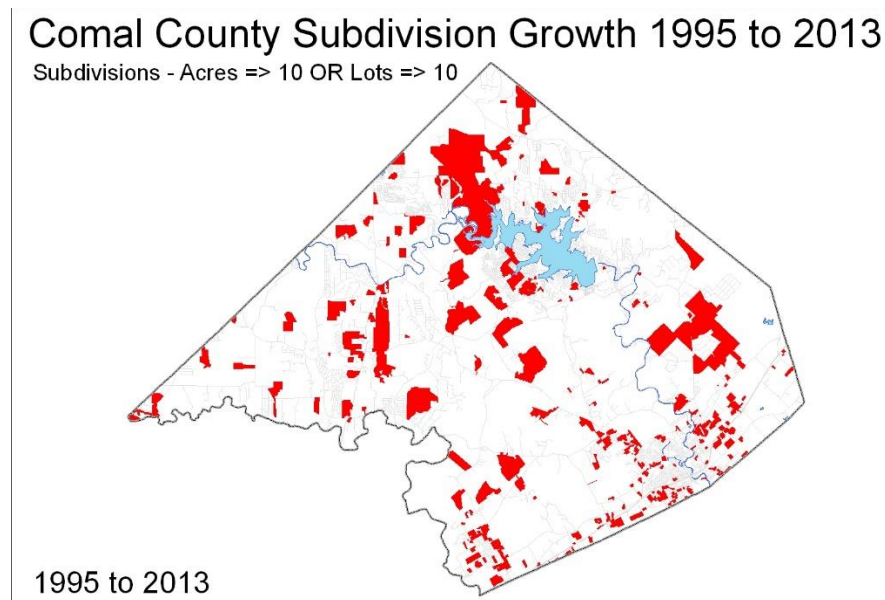 Comal County Subdivision Growth 1995 to 2013
Subdivisions - Acres => 10 OR Lots => 10
1995 to 2013